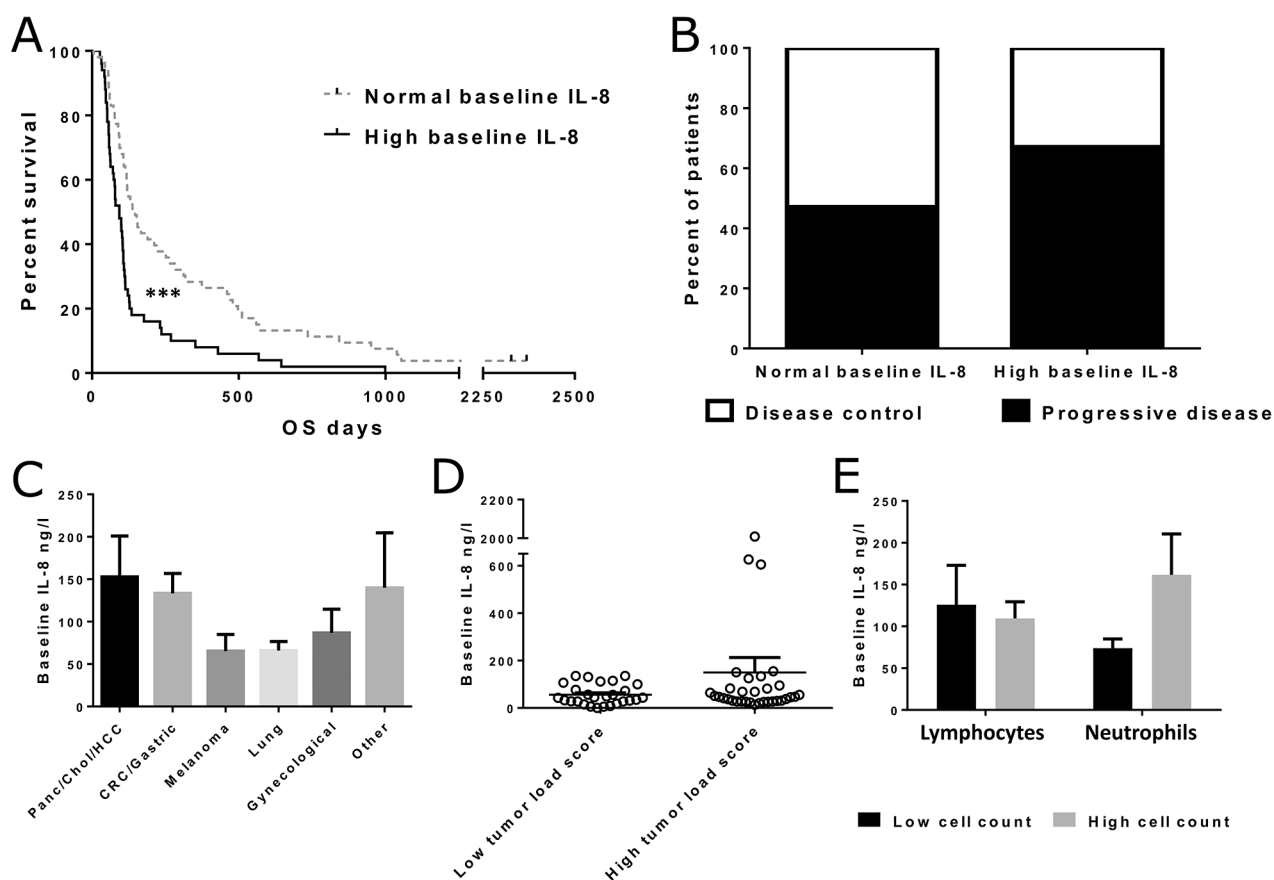 A
Percent survival
100
80
60
40
20
0
0
500
1000
2250
2500
OS days
Normal baseline IL-8
High baseline IL-8
***
B
Percent of patients
100
80
60
40
20
0
Normal baseline IL-8
High baseline IL-8
Disease control
Progressive disease
C
Baseline IL-8 ng/l
250
200
150
100
50
0
Panc/Chol/HCC
CRC/Gastric
Melanoma
Lung
Gynecological
Other
D
Baseline IL-8 ng/l
2200
2000
600
400
200
0
Low tumor load score
High tumor load score
E
Baseline IL-8 ng/l
250
200
150
100
50
0
Lymphocytes
Neutrophils
Low cell count
High cell count